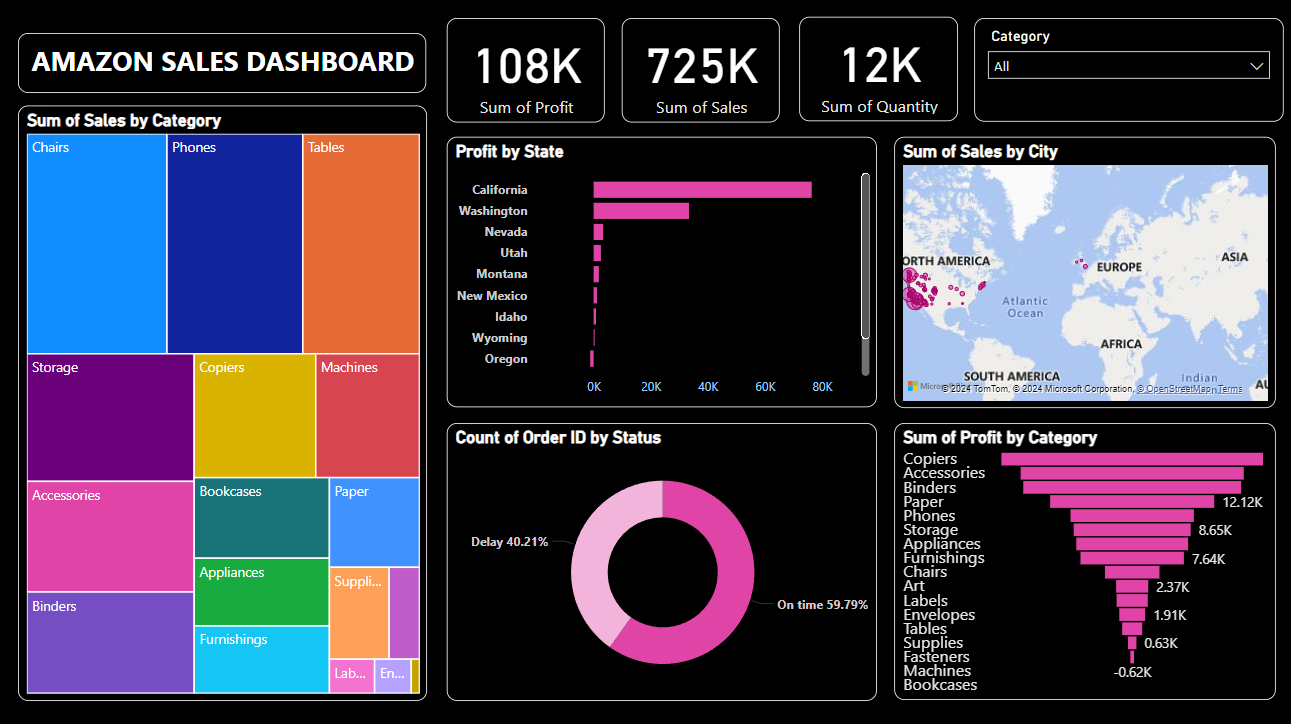 AMAZON SALES DASHBOARD
108K
Sum of Profit
725K
Sum of Sales
12K
Sum of Quantity
Category
All
Sum of Sales by Category
Chairs
Phones
Tables
Storage
Copiers
Machines
Accessories
Bookcases
Paper
Appliances
Suppli...
Binders
Furnishings
Lab...
En...
Profit by State
California
Washington
Nevada
Utah
Montana
New Mexico
Idaho
Wyoming
Oregon
0K 20K 40K 60K 80K
Sum of Sales by City
ORTH AMERICA
EUROPE
ASIA
Atlantic
Ocean
AFRICA
SOUTH AMERICA
Indian
AU
© 2024 TomTom, © 2024 Microsoft Corporation, © OpenStreetMap Terms
Count of Order ID by Status
Delay 40.21%
On time 59.79%
Sum of Profit by Category
Copiers
Accessories
Binders
Paper 12.12K
Phones
Storage 8.65K
Appliances
Furnishings 7.64K
Chairs
Art 2.37K
Labels
Envelopes 1.91K
Tables
Supplies 0.63K
Fasteners
Machines -0.62K
Bookcases